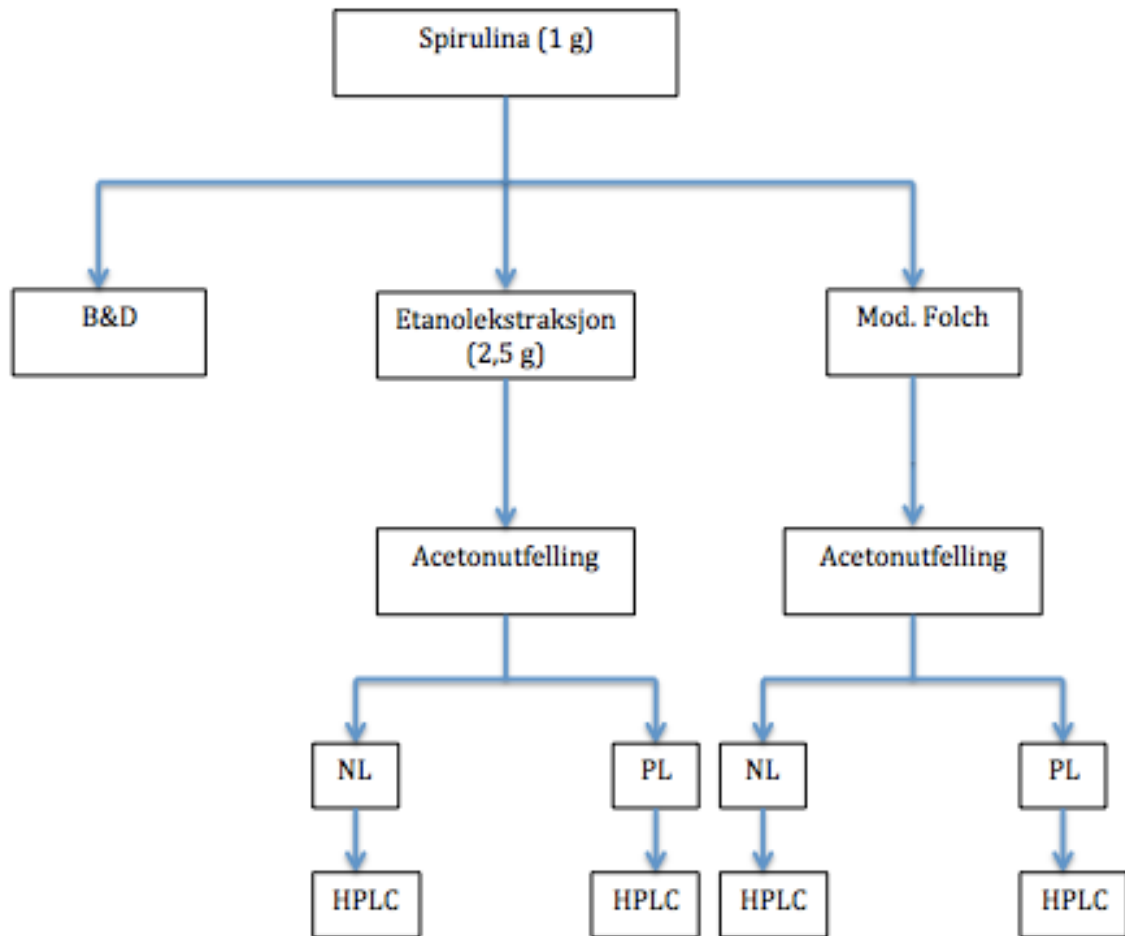 Spirulina (1 g)
B&D
Etanolekstraksjon
(2,5 g)
Mod. Folch
Acetonutfelling
Acetonutfelling
NL
PL
NL
PL
HPLC
HPLC
HPLC
HPLC